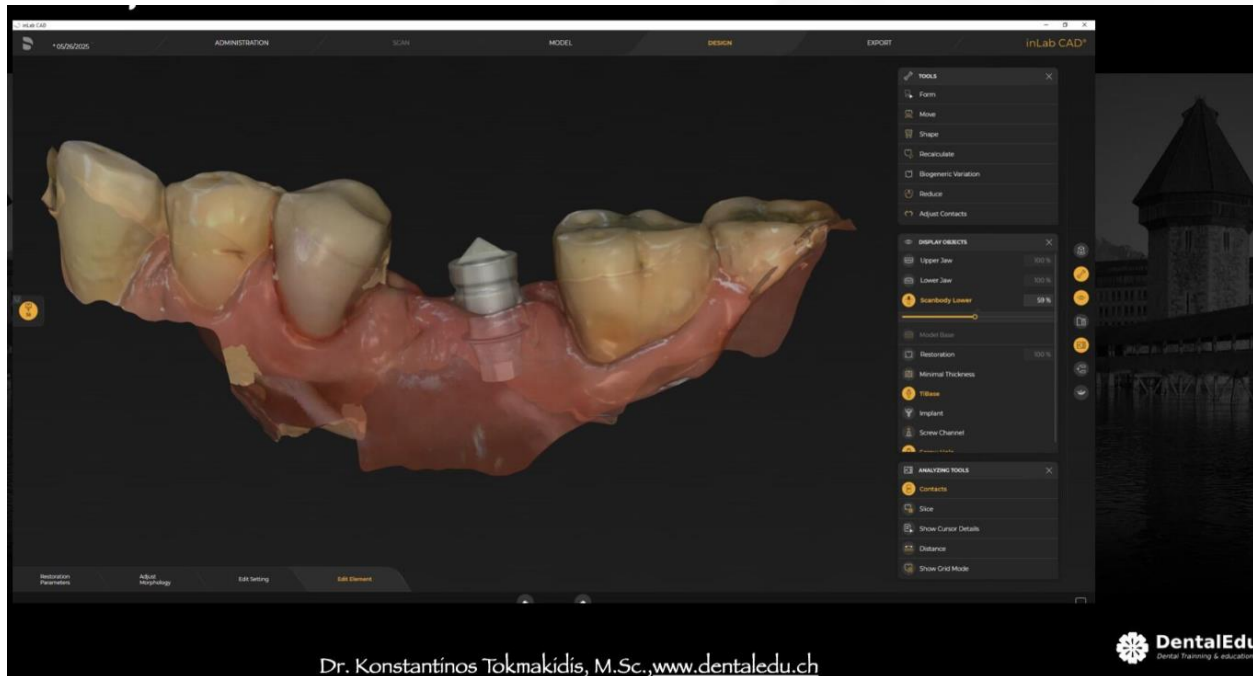 inLab CAD
* 05/26/2025
ADMINISTRATION
SCAN
MODEL
DESIGN
EXPORT
inLab CAD
TOOLS
Form
Move
Shape
Recalculate
Biogeneric Variation
Reduce
Adjust Contacts
DISPLAY OBJECTS
Upper Jaw 100 %
Lower Jaw 100 %
Scanbody Lower 59 %
Model Base
Restoration 100 %
Minimal Thickness
TiBase
Implant
Screw Channel
ANALYZING TOOLS
Contacts
Slice
Show Cursor Details
Distance
Show Grid Mode
Restoration
Parameters
Adjust
Morphology
Edit Setting
Edit Element
Dr. Konstantinos Tokmakidis, M.Sc.,www.dentaledu.ch
DentalEdu
Dental Trainning & education